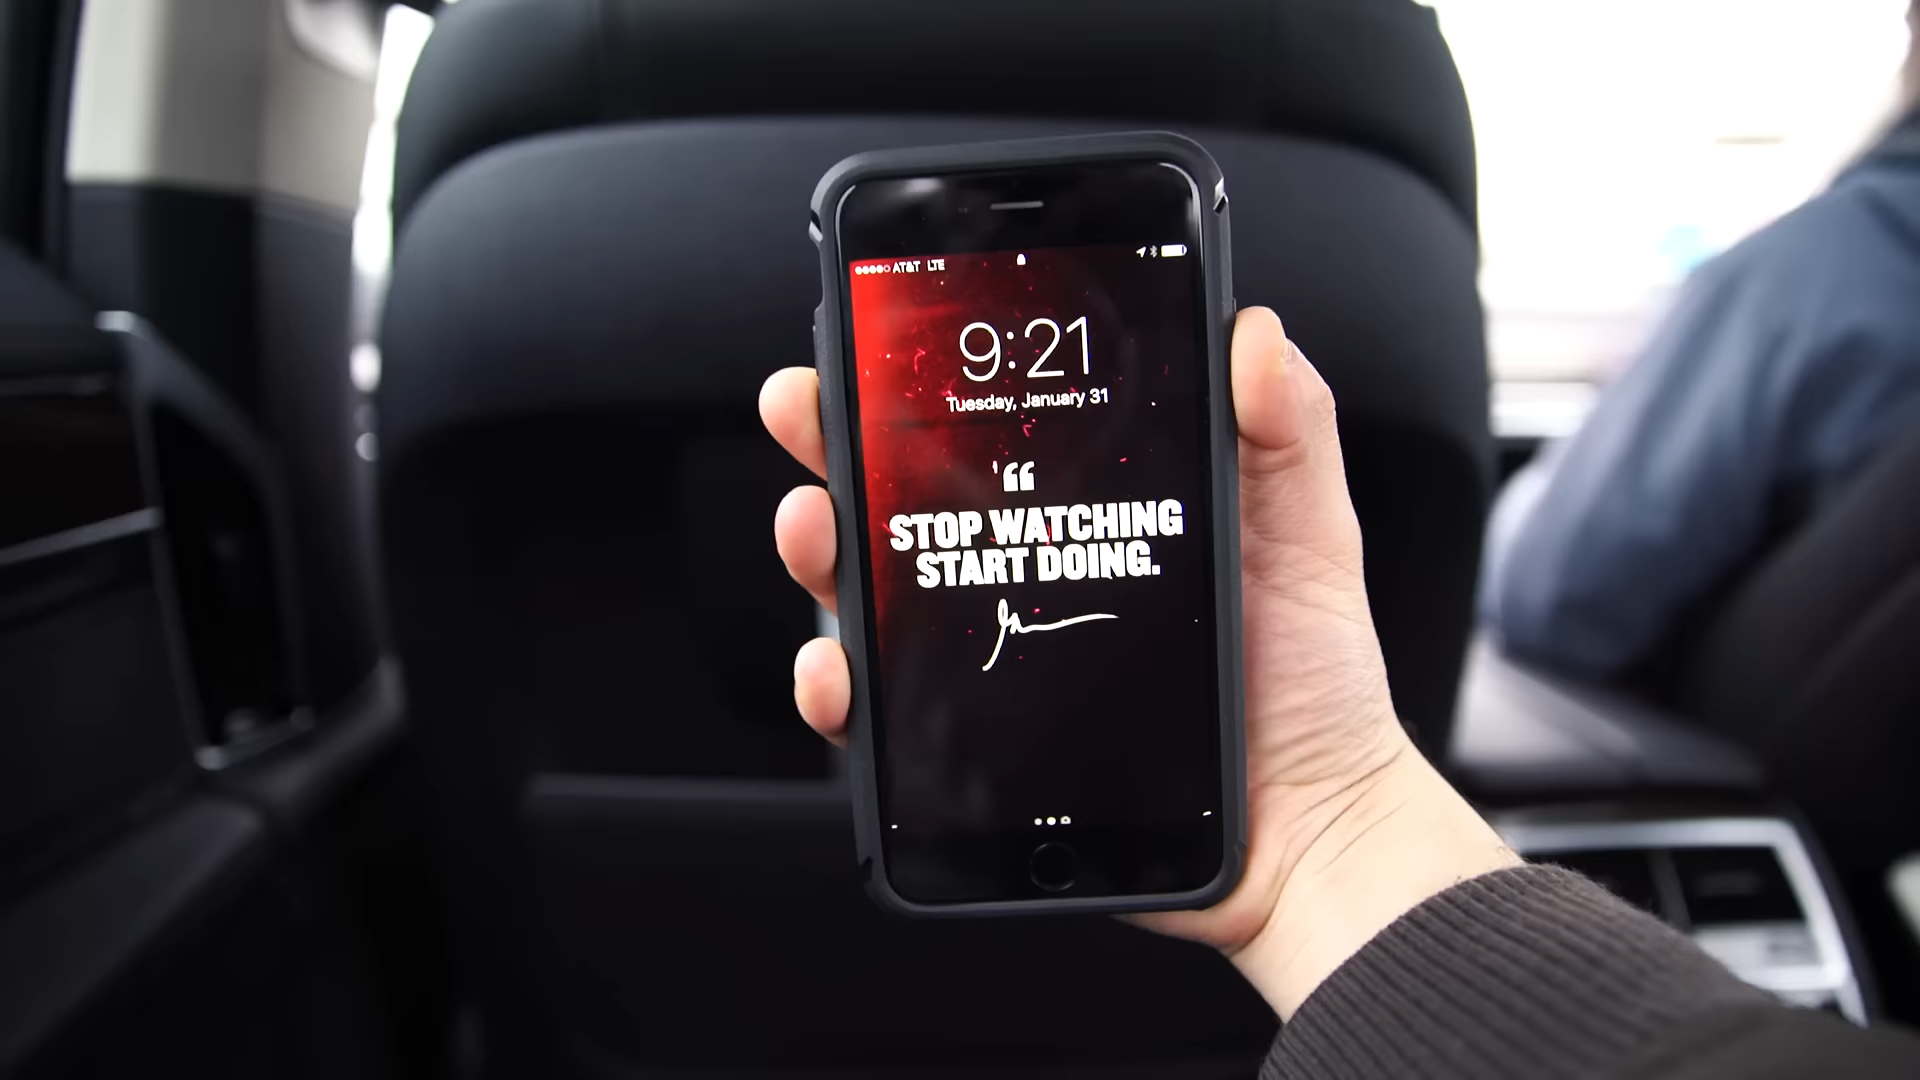 AT&T LTE
9:21
Tuesday, January 31
“
STOP WATCHING
START DOING.